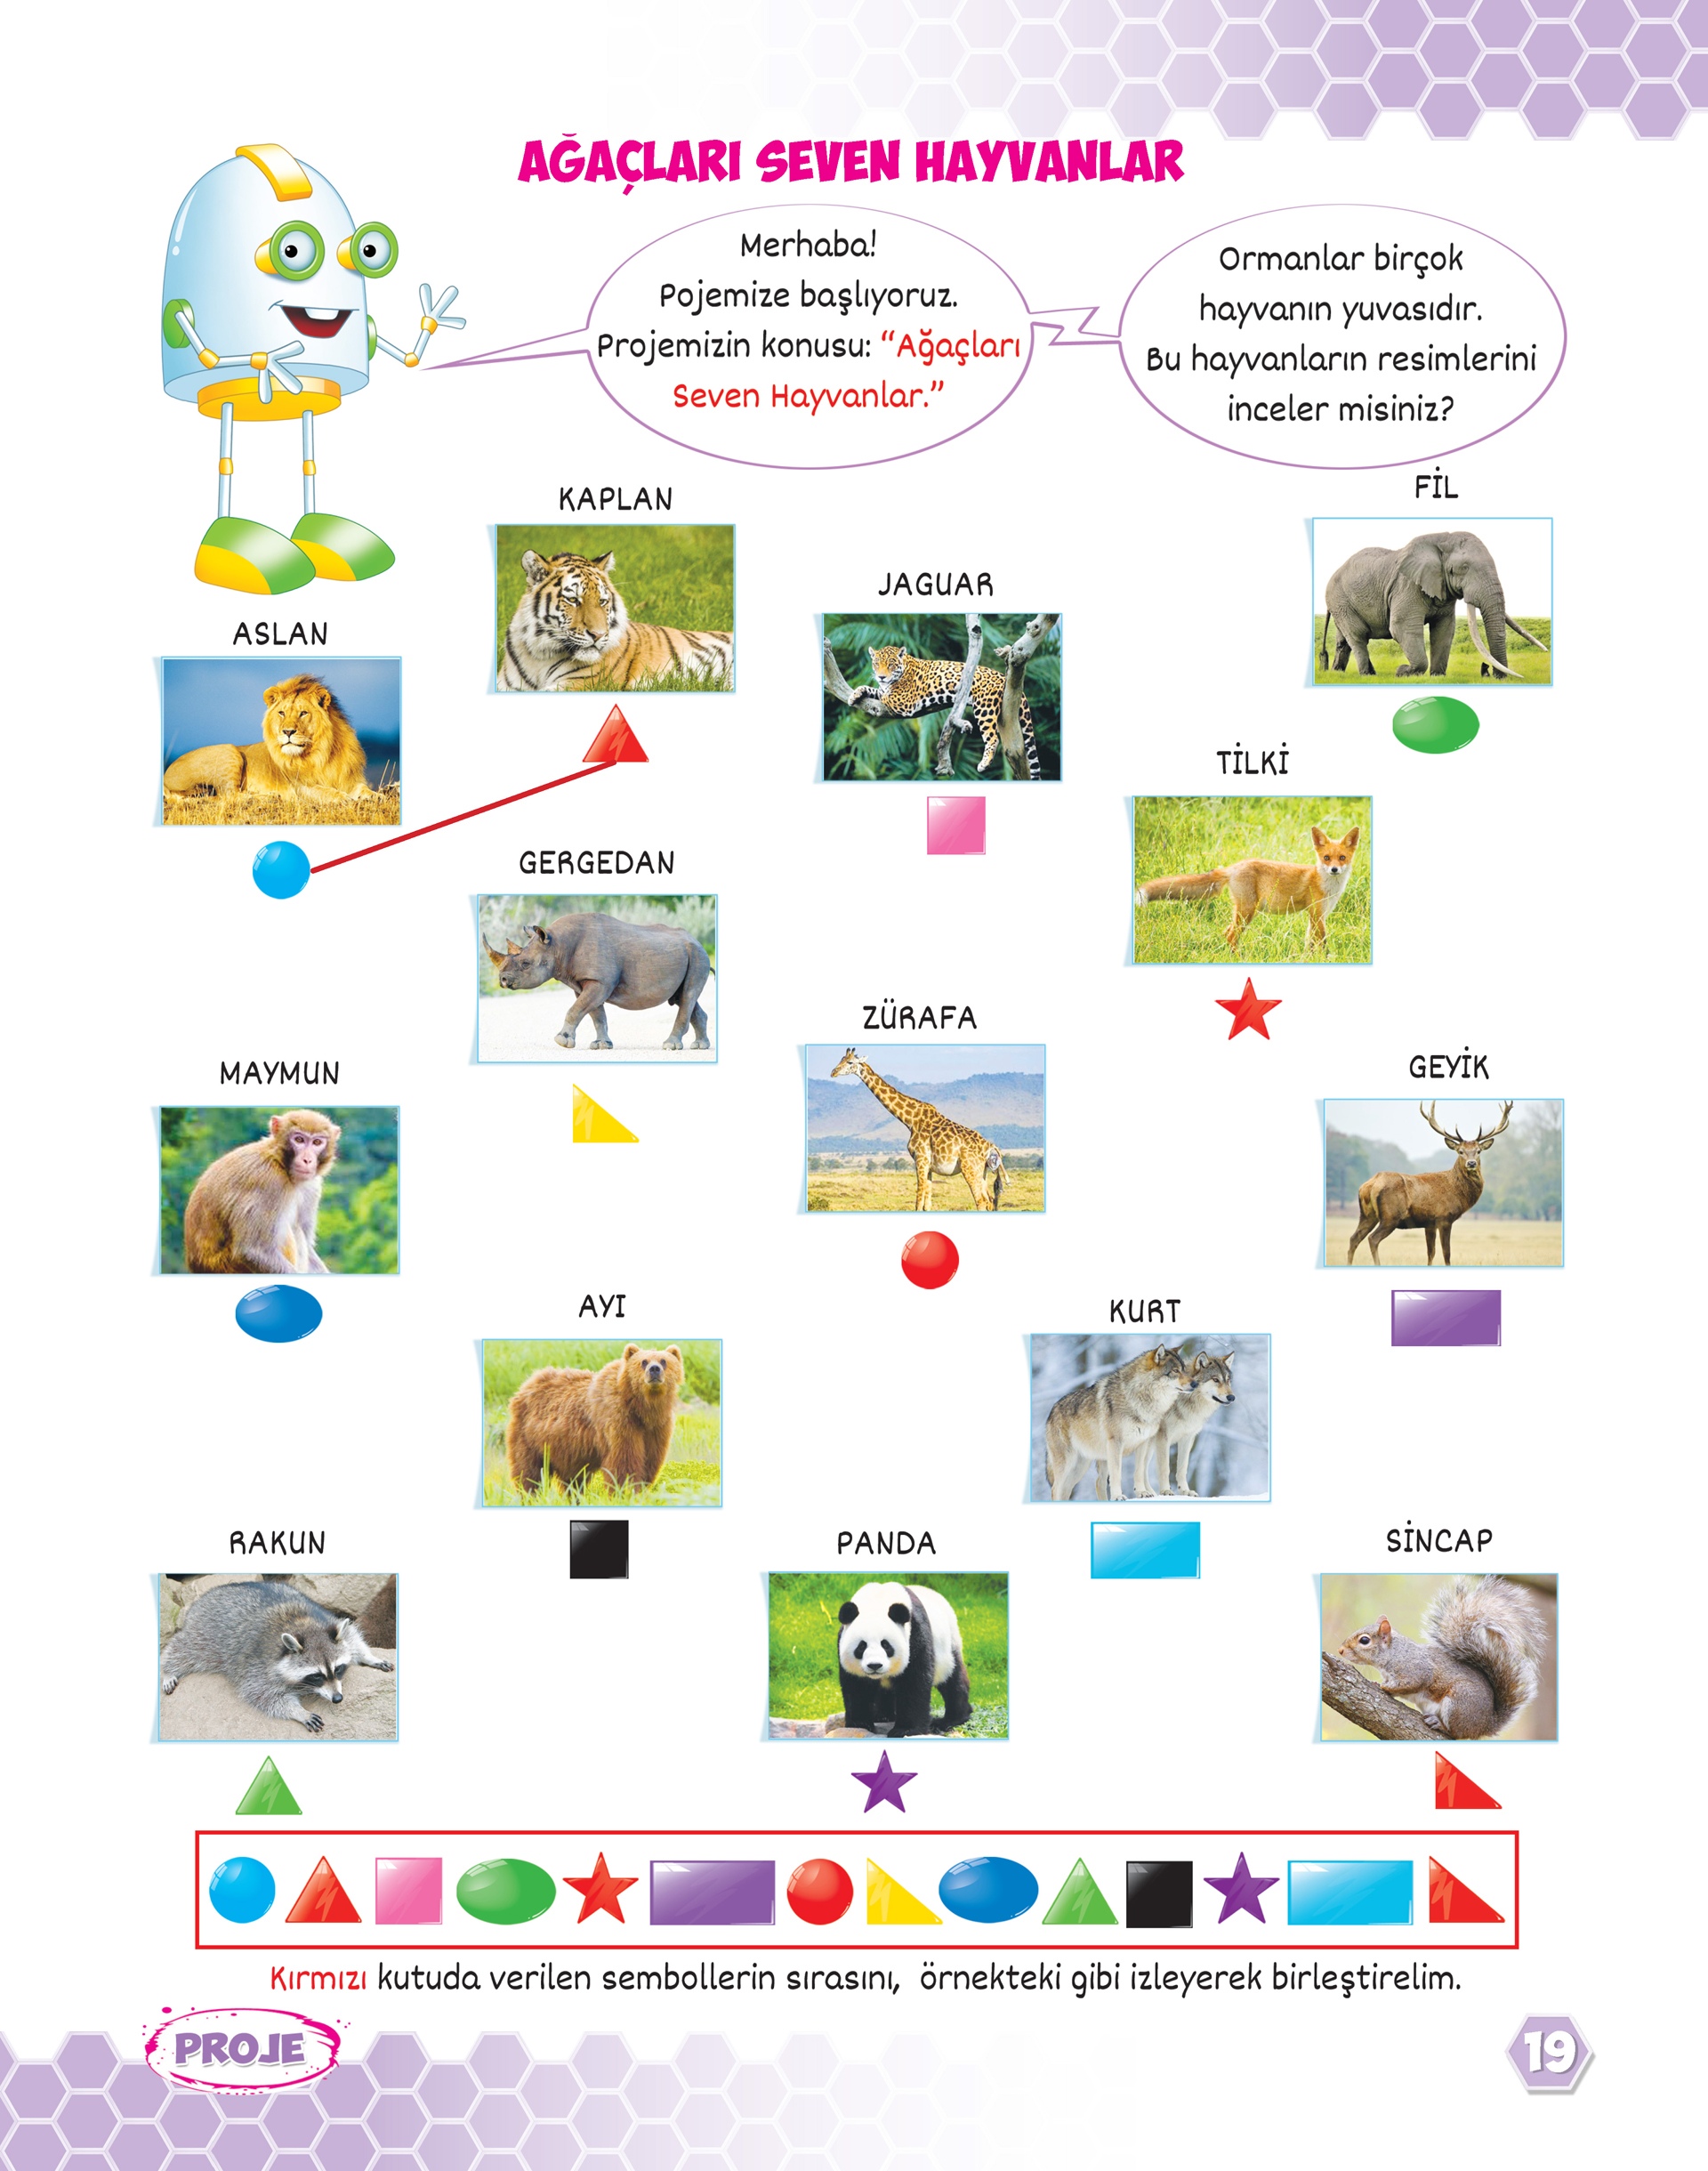 AĞAÇLARI SEVEN HAYVANLAR
Merhaba!
Pojemize başlıyoruz.
Projemizin konusu: “Ağaçları
Seven Hayvanlar.”
Ormanlar birçok
hayvanın yuvasıdır.
Bu hayvanların resimlerini
inceler misiniz?
KAPLAN
FİL
JAGUAR
ASLAN
TİLKİ
GERGEDAN
ZÜRAFA
MAYMUN
GEYİK
AYI
KURT
RAKUN
PANDA
SİNCAP
Kırmızı kutuda verilen sembollerin sırasını, örnekteki gibi izleyerek birleştirelim.
PROJE
19